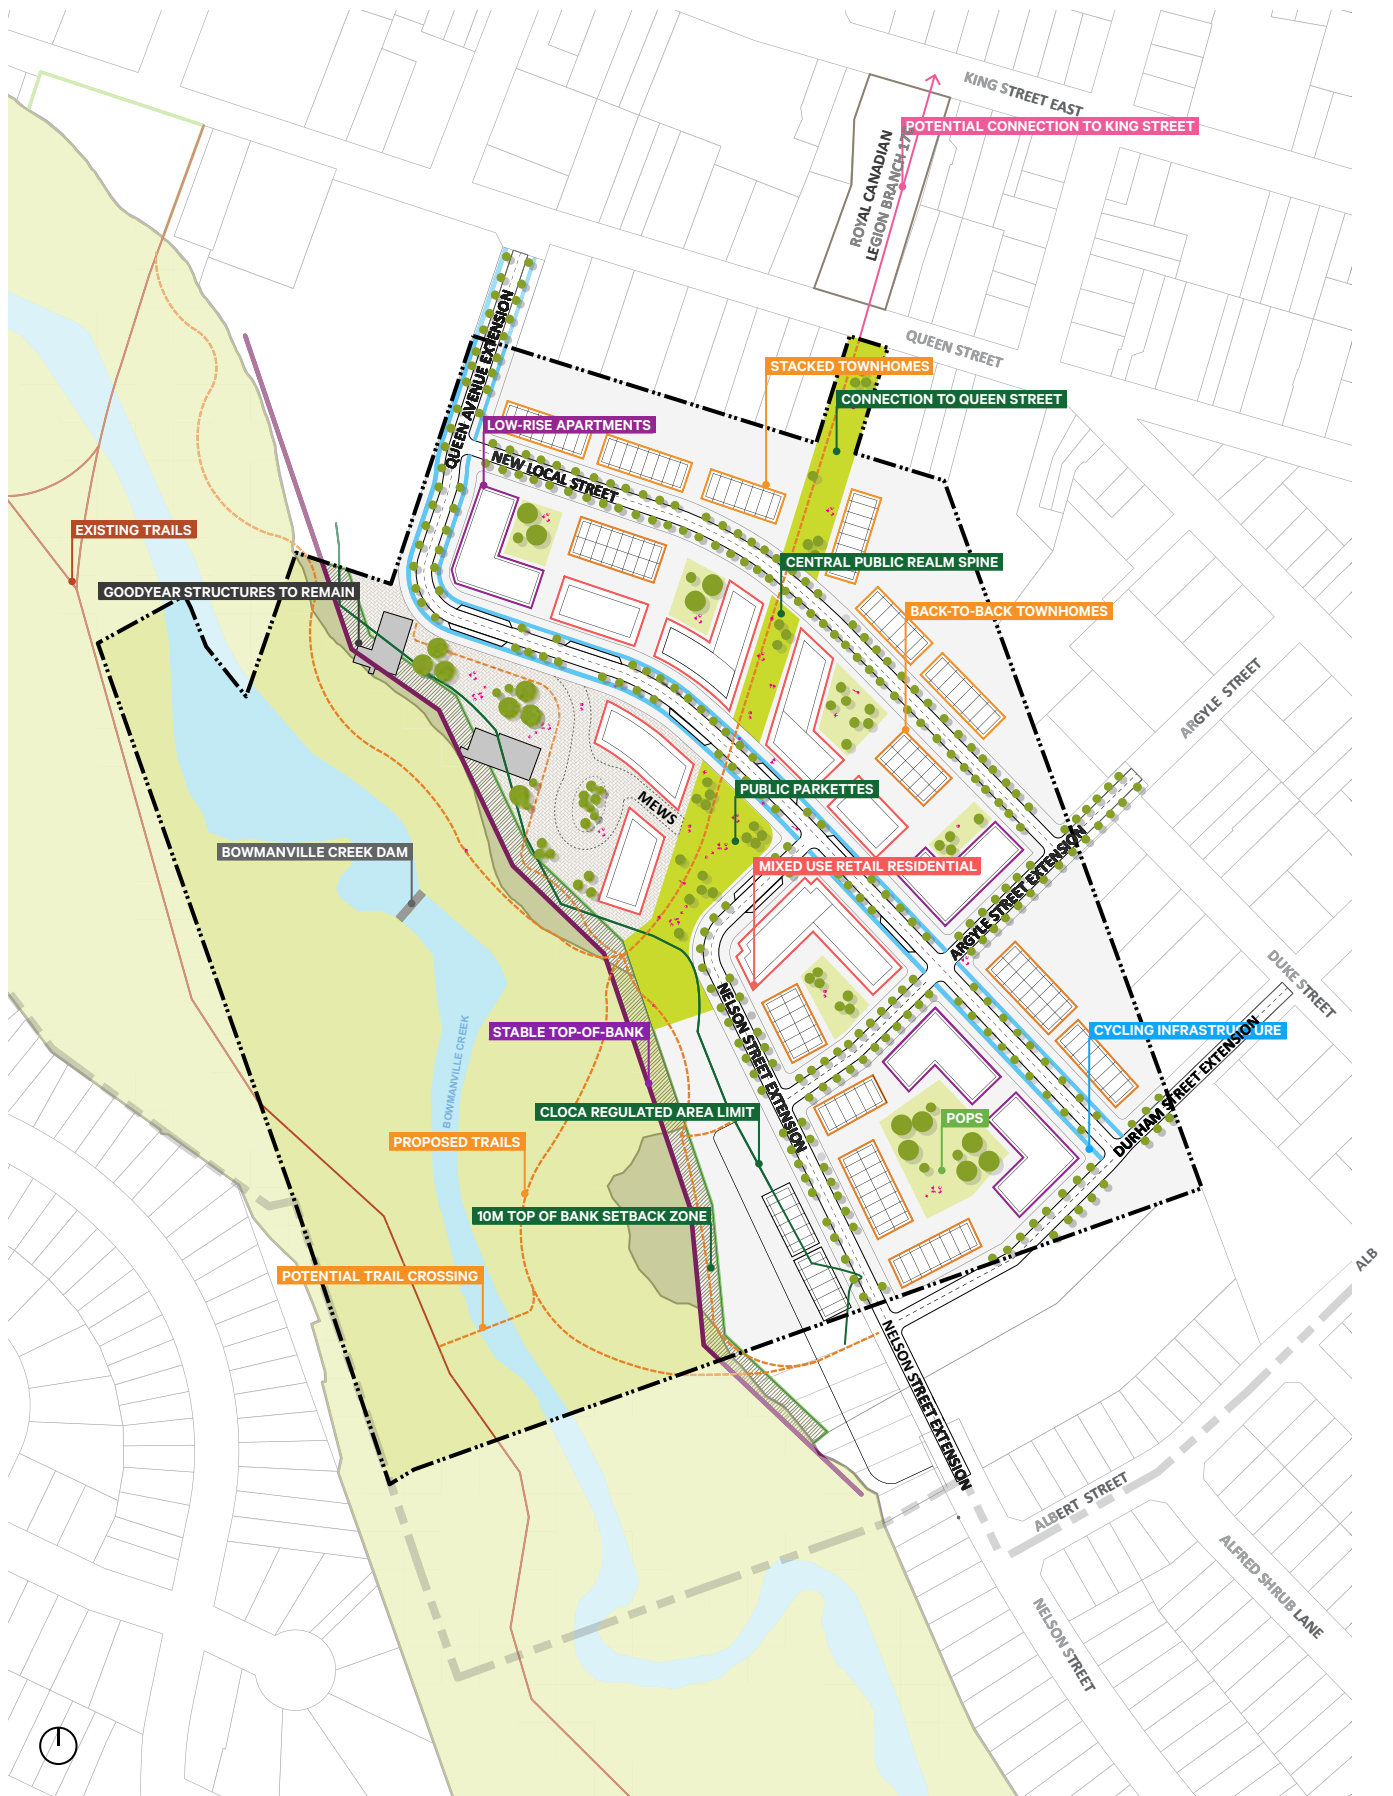 KING STREET EAST
POTENTIAL CONNECTION TO KING STREET
ROYAL CANADIAN
LEGION BRANCH 178
QUEEN STREET
QUEEN AVENUE EXTENSION
STACKED TOWNHOMES
CONNECTION TO QUEEN STREET
LOW-RISE APARTMENTS
NEW LOCAL STREET
EXISTING TRAILS
CENTRAL PUBLIC REALM SPINE
GOODYEAR STRUCTURES TO REMAIN
BACK-TO-BACK TOWNHOMES
ARGYLE STREET
PUBLIC PARKETTES
MEWS
BOWMANVILLE CREEK DAM
MIXED USE RETAIL RESIDENTIAL
ARGYLE STREET EXTENSION
DUKE STREET
NELSON STREET EXTENSION
STABLE TOP-OF-BANK
CYCLING INFRASTRUCTURE
BOWMANVILLE CREEK
DURHAM STREET EXTENSION
CLOCA REGULATED AREA LIMIT
POPS
PROPOSED TRAILS
10M TOP OF BANK SETBACK ZONE
ALB
POTENTIAL TRAIL CROSSING
NELSON STREET EXTENSION
ALBERT STREET
ALFRED SHRUB LANE
NELSON STREET